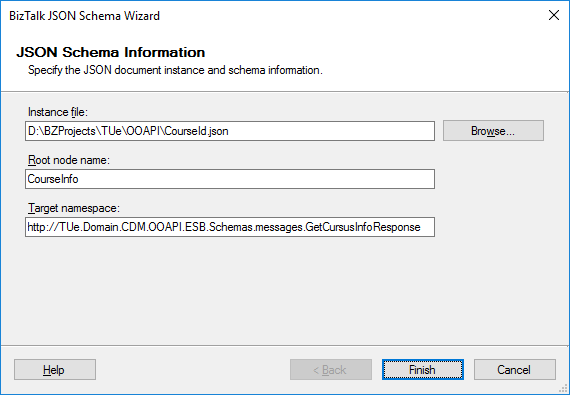 BizTalk JSON Schema Wizard
JSON Schema Information
Specify the JSON document instance and schema information.
Instance file:
D:\BZProjects\TUe\OOAPI\CourseId.json
Browse...
Root node name:
CourseInfo
Target namespace:
http://TUe.Domain.CDM.OOAPI.ESB.Schemas.messages.GetCursusInfoResponse
Help
< Back
Finish
Cancel